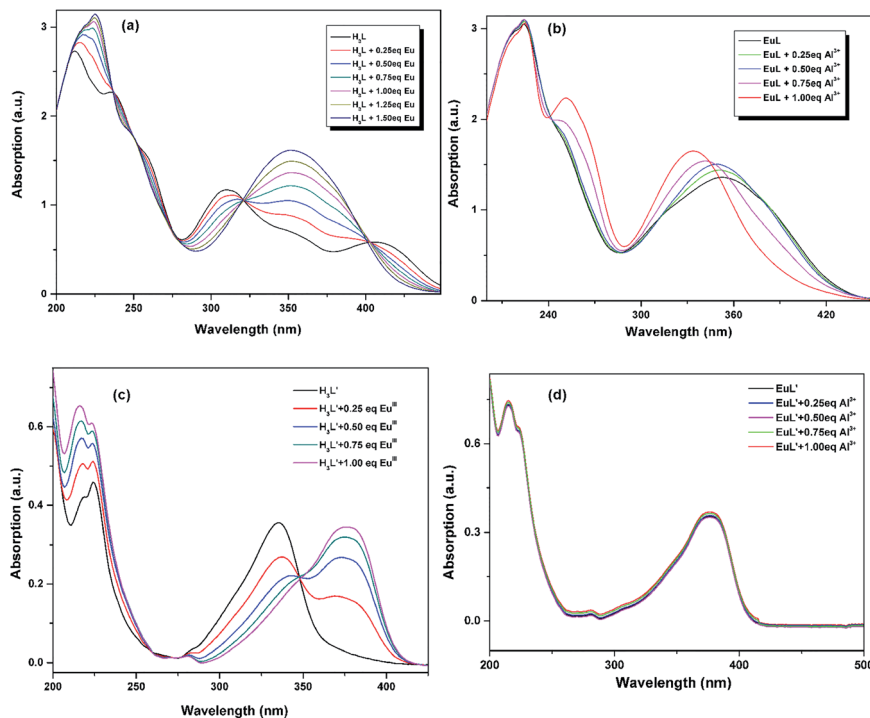 (a)
H₃L
H₃L + 0.25eq Eu
H₃L + 0.50eq Eu
H₃L + 0.75eq Eu
H₃L + 1.00eq Eu
H₃L + 1.25eq Eu
H₃L + 1.50eq Eu
Absorption (a.u.)
3
2
1
0
200 250 300 350 400
Wavelength (nm)
(b)
EuL
EuL + 0.25eq Al³⁺
EuL + 0.50eq Al³⁺
EuL + 0.75eq Al³⁺
EuL + 1.00eq Al³⁺
Absorption (a.u.)
3
2
1
0
240 300 360 420
Wavelength (nm)
(c)
H₃L'
H₃L'+0.25 eq Euᴵᴵᴵ
H₃L'+0.50 eq Euᴵᴵᴵ
H₃L'+0.75 eq Euᴵᴵᴵ
H₃L'+1.00 eq Euᴵᴵᴵ
Absorption (a.u.)
0.6
0.4
0.2
0.0
200 250 300 350 400
Wavelength (nm)
(d)
EuL'
EuL'+0.25eq Al³⁺
EuL'+0.50eq Al³⁺
EuL'+0.75eq Al³⁺
EuL'+1.00eq Al³⁺
Absorption (a.u.)
0.6
0.3
0.0
200 300 400 500
Wavelength (nm)